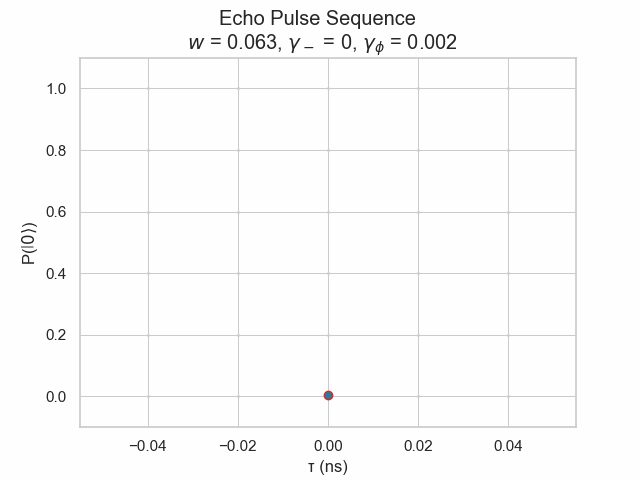 Echo Pulse Sequence
w = 0.063, γ₋ = 0, γ_ϕ = 0.002
1.0
0.8
0.6
0.4
0.2
0.0
P(|0⟩)
−0.04 −0.02 0.00 0.02 0.04
τ (ns)